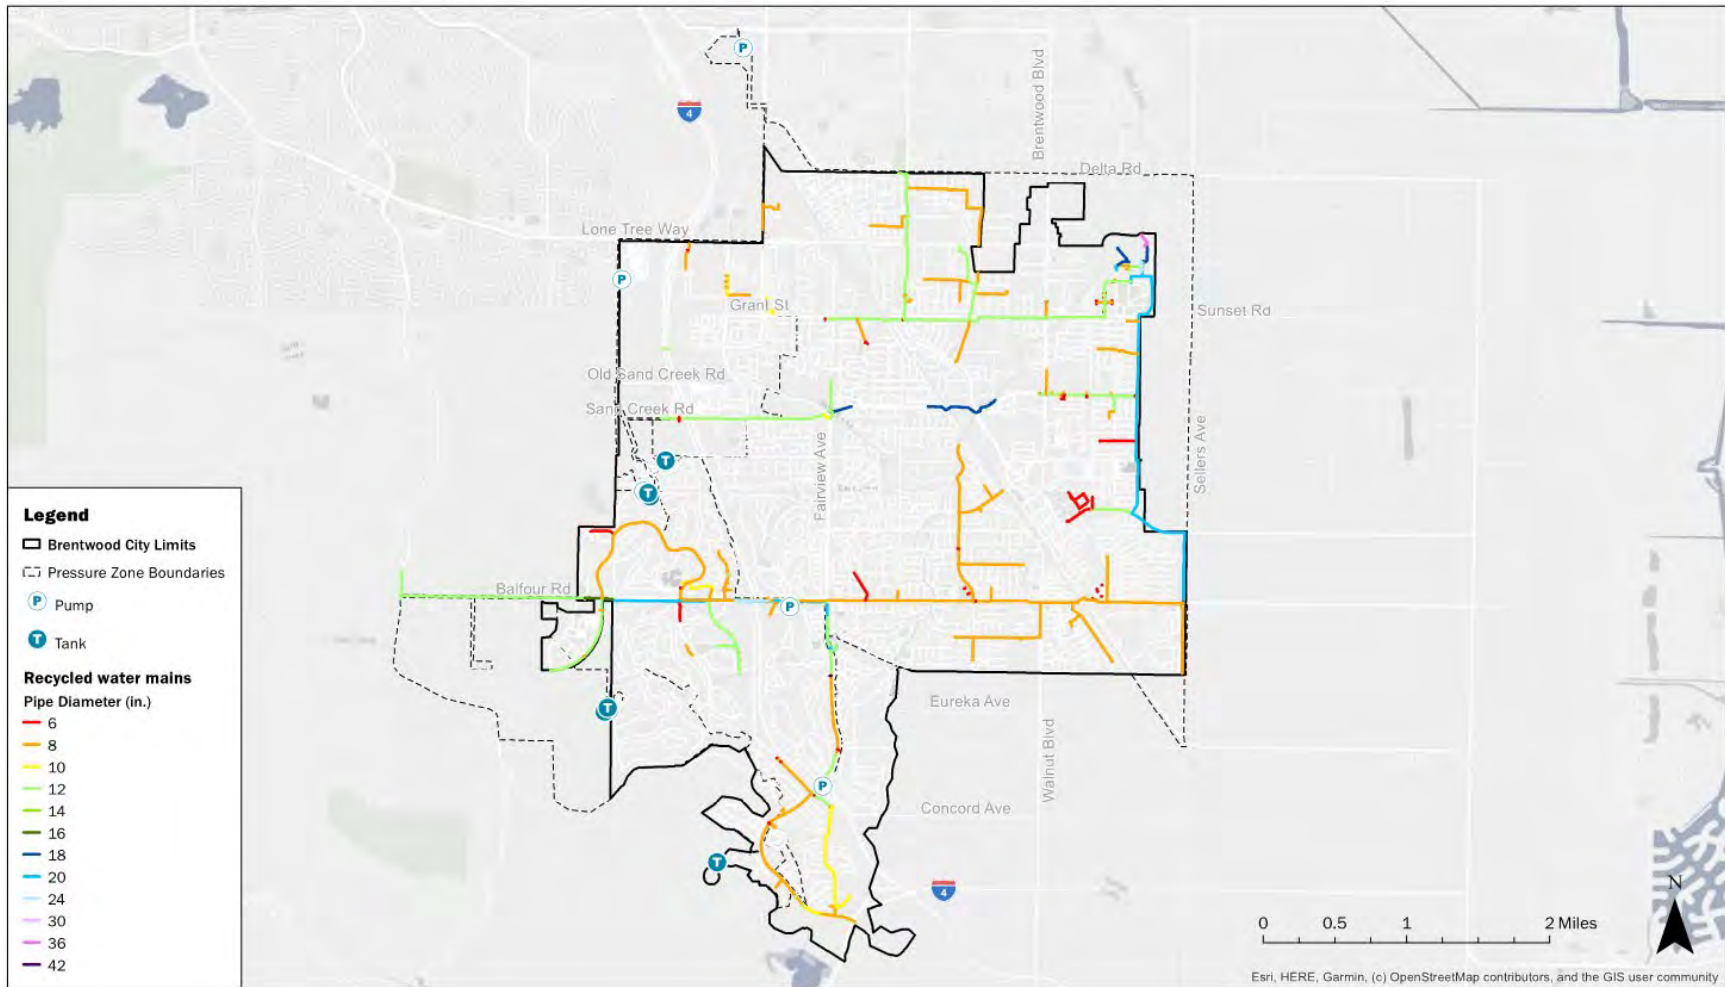 P
4
Brentwood Blvd
Delta Rd
Lone Tree Way
P
Grant St
Sunset Rd
Old Sand Creek Rd
Sand Creek Rd
Fairview Ave
Sellers Ave
T
T
Balfour Rd
P
T
Eureka Ave
Walnut Blvd
P
Concord Ave
T
4
Legend
Brentwood City Limits
Pressure Zone Boundaries
P Pump
T Tank
Recycled water mains
Pipe Diameter (in.)
6
8
10
12
14
16
18
20
24
30
36
42
N
0 0.5 1 2 Miles
Esri, HERE, Garmin, (c) OpenStreetMap contributors, and the GIS user community